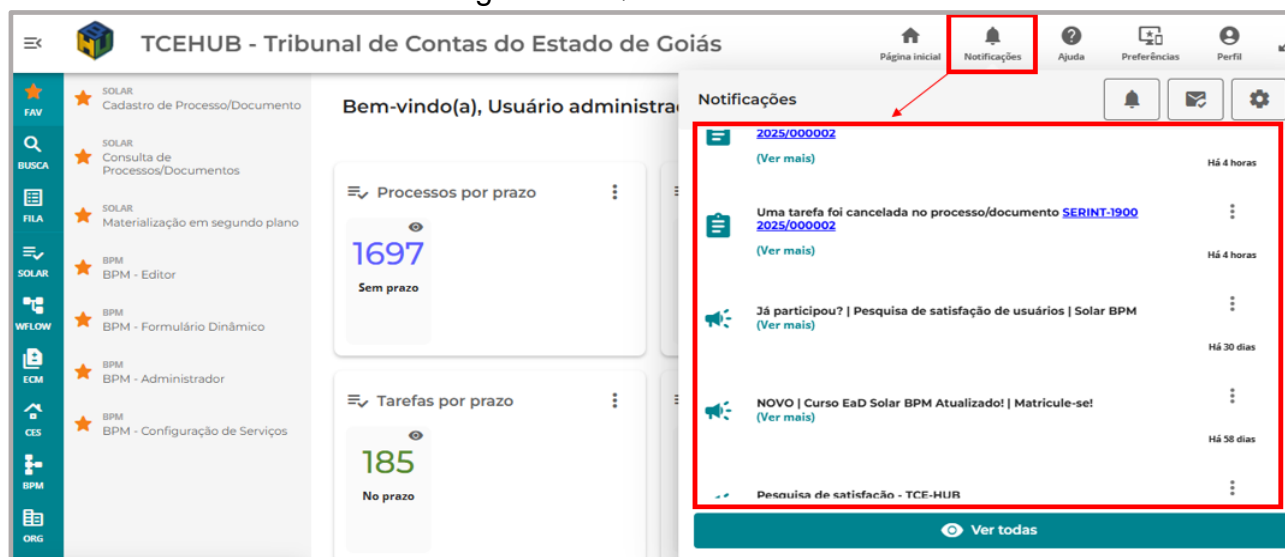 TCEHUB - Tribunal de Contas do Estado de Goiás
Página inicial
Notificações
Ajuda
Preferências
Perfil
FAV
BUSCA
FILA
SOLAR
WFLOW
ECM
CES
BPM
ORG
SOLAR
Cadastro de Processo/Documento
SOLAR
Consulta de
Processos/Documentos
SOLAR
Materialização em segundo plano
BPM
BPM - Editor
BPM
BPM - Formulário Dinâmico
BPM
BPM - Administrador
BPM
BPM - Configuração de Serviços
Bem-vindo(a), Usuário administra
Processos por prazo
1697
Sem prazo
Tarefas por prazo
185
No prazo
Notificações
2025/000002
(Ver mais)
Há 4 horas
Uma tarefa foi cancelada no processo/documento SERINT-1900
2025/000002
(Ver mais)
Há 4 horas
Já participou? | Pesquisa de satisfação de usuários | Solar BPM
(Ver mais)
Há 30 dias
NOVO | Curso EaD Solar BPM Atualizado! | Matricule-se!
(Ver mais)
Há 58 dias
Pesquisa de satisfação - TCE-HUB
Ver todas